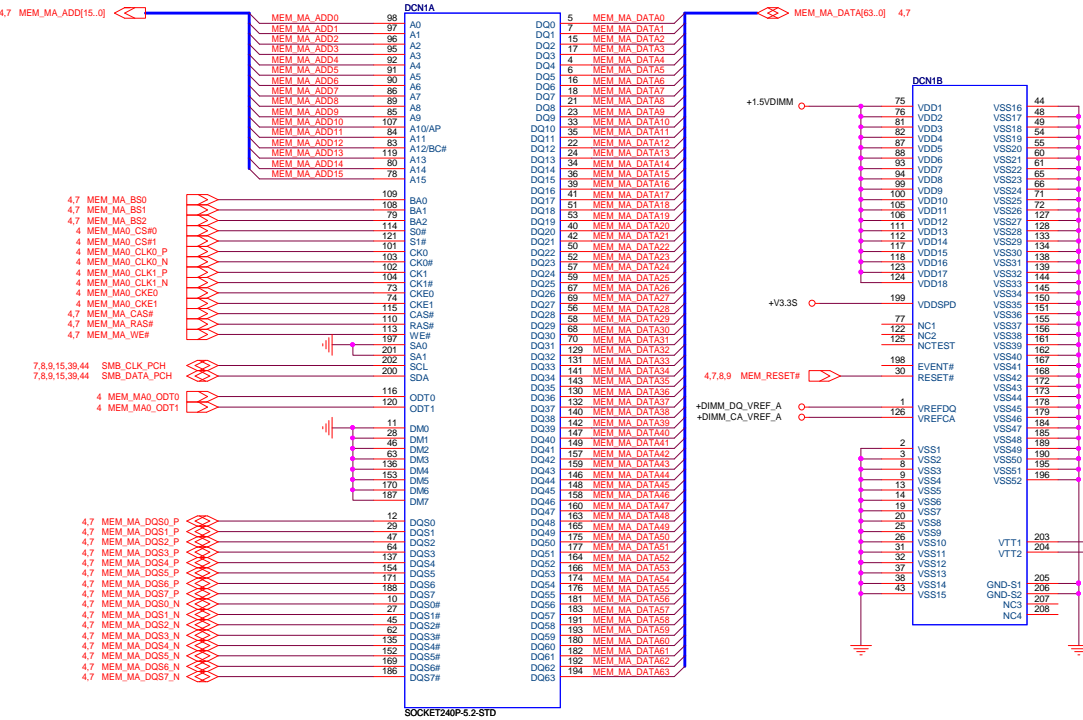 4,7 MEM_MA_ADD[15..0]
DCN1A
MEM_MA_ADD0 98 A0
MEM_MA_ADD1 97 A1
MEM_MA_ADD2 96 A2
MEM_MA_ADD3 95 A3
MEM_MA_ADD4 92 A4
MEM_MA_ADD5 91 A5
MEM_MA_ADD6 90 A6
MEM_MA_ADD7 86 A7
MEM_MA_ADD8 89 A8
MEM_MA_ADD9 85 A9
MEM_MA_ADD10 107 A10/AP
MEM_MA_ADD11 84 A11
MEM_MA_ADD12 83 A12/BC#
MEM_MA_ADD13 119 A13
MEM_MA_ADD14 80 A14
MEM_MA_ADD15 78 A15
4,7 MEM_MA_BS0 109 BA0
4,7 MEM_MA_BS1 108 BA1
4,7 MEM_MA_BS2 79 BA2
4 MEM_MA0_CS#0 114 S0#
4 MEM_MA0_CS#1 121 S1#
4 MEM_MA0_CLK0_P 101 CK0
4 MEM_MA0_CLK0_N 103 CK0#
4 MEM_MA0_CLK1_P 102 CK1
4 MEM_MA0_CLK1_N 104 CK1#
4 MEM_MA0_CKE0 73 CKE0
4 MEM_MA0_CKE1 74 CKE1
4,7 MEM_MA_CAS# 115 CAS#
4,7 MEM_MA_RAS# 110 RAS#
4,7 MEM_MA_WE# 113 WE#
197 SA0
201 SA1
7,8,9,15,39,44 SMB_CLK_PCH 202 SCL
7,8,9,15,39,44 SMB_DATA_PCH 200 SDA
4 MEM_MA0_ODT0 116 ODT0
4 MEM_MA0_ODT1 120 ODT1
11 DM0
28 DM1
46 DM2
63 DM3
136 DM4
153 DM5
170 DM6
187 DM7
4,7 MEM_MA_DQS0_P 12 DQS0
4,7 MEM_MA_DQS1_P 29 DQS1
4,7 MEM_MA_DQS2_P 47 DQS2
4,7 MEM_MA_DQS3_P 64 DQS3
4,7 MEM_MA_DQS4_P 137 DQS4
4,7 MEM_MA_DQS5_P 154 DQS5
4,7 MEM_MA_DQS6_P 171 DQS6
4,7 MEM_MA_DQS7_P 188 DQS7
4,7 MEM_MA_DQS0_N 10 DQS0#
4,7 MEM_MA_DQS1_N 27 DQS1#
4,7 MEM_MA_DQS2_N 45 DQS2#
4,7 MEM_MA_DQS3_N 62 DQS3#
4,7 MEM_MA_DQS4_N 135 DQS4#
4,7 MEM_MA_DQS5_N 152 DQS5#
4,7 MEM_MA_DQS6_N 169 DQS6#
4,7 MEM_MA_DQS7_N 186 DQS7#
SOCKET240P-5.2-STD
MEM_MA_DATA[63..0] 4,7
DQ0 5 MEM_MA_DATA0
DQ1 7 MEM_MA_DATA1
DQ2 15 MEM_MA_DATA2
DQ3 17 MEM_MA_DATA3
DQ4 4 MEM_MA_DATA4
DQ5 6 MEM_MA_DATA5
DQ6 16 MEM_MA_DATA6
DQ7 18 MEM_MA_DATA7
DQ8 21 MEM_MA_DATA8
DQ9 23 MEM_MA_DATA9
DQ10 33 MEM_MA_DATA10
DQ11 35 MEM_MA_DATA11
DQ12 22 MEM_MA_DATA12
DQ13 24 MEM_MA_DATA13
DQ14 34 MEM_MA_DATA14
DQ15 36 MEM_MA_DATA15
DQ16 39 MEM_MA_DATA16
DQ17 41 MEM_MA_DATA17
DQ18 51 MEM_MA_DATA18
DQ19 53 MEM_MA_DATA19
DQ20 40 MEM_MA_DATA20
DQ21 42 MEM_MA_DATA21
DQ22 50 MEM_MA_DATA22
DQ23 52 MEM_MA_DATA23
DQ24 57 MEM_MA_DATA24
DQ25 59 MEM_MA_DATA25
DQ26 67 MEM_MA_DATA26
DQ27 69 MEM_MA_DATA27
DQ28 56 MEM_MA_DATA28
DQ29 58 MEM_MA_DATA29
DQ30 68 MEM_MA_DATA30
DQ31 70 MEM_MA_DATA31
DQ32 129 MEM_MA_DATA32
DQ33 131 MEM_MA_DATA33
DQ34 141 MEM_MA_DATA34
DQ35 143 MEM_MA_DATA35
DQ36 130 MEM_MA_DATA36
DQ37 132 MEM_MA_DATA37
DQ38 140 MEM_MA_DATA38
DQ39 142 MEM_MA_DATA39
DQ40 147 MEM_MA_DATA40
DQ41 149 MEM_MA_DATA41
DQ42 157 MEM_MA_DATA42
DQ43 159 MEM_MA_DATA43
DQ44 146 MEM_MA_DATA44
DQ45 148 MEM_MA_DATA45
DQ46 158 MEM_MA_DATA46
DQ47 160 MEM_MA_DATA47
DQ48 163 MEM_MA_DATA48
DQ49 165 MEM_MA_DATA49
DQ50 175 MEM_MA_DATA50
DQ51 177 MEM_MA_DATA51
DQ52 164 MEM_MA_DATA52
DQ53 166 MEM_MA_DATA53
DQ54 174 MEM_MA_DATA54
DQ55 176 MEM_MA_DATA55
DQ56 181 MEM_MA_DATA56
DQ57 183 MEM_MA_DATA57
DQ58 191 MEM_MA_DATA58
DQ59 193 MEM_MA_DATA59
DQ60 180 MEM_MA_DATA60
DQ61 182 MEM_MA_DATA61
DQ62 192 MEM_MA_DATA62
DQ63 194 MEM_MA_DATA63
DCN1B
+1.5VDIMM 75 VDD1
76 VDD2
81 VDD3
82 VDD4
87 VDD5
88 VDD6
93 VDD7
94 VDD8
99 VDD9
100 VDD10
105 VDD11
106 VDD12
111 VDD13
112 VDD14
117 VDD15
118 VDD16
123 VDD17
124 VDD18
+V3.3S 199 VDDSPD
77 NC1
122 NC2
125 NCTEST
198 EVENT#
4,7,8,9 MEM_RESET# 30 RESET#
+DIMM_DQ_VREF_A 1 VREFDQ
+DIMM_CA_VREF_A 126 VREFCA
2 VSS1
3 VSS2
8 VSS3
9 VSS4
13 VSS5
14 VSS6
19 VSS7
20 VSS8
25 VSS9
26 VSS10
31 VSS11
32 VSS12
37 VSS13
38 VSS14
43 VSS15
VSS16 44
VSS17 48
VSS18 49
VSS19 54
VSS20 55
VSS21 60
VSS22 61
VSS23 65
VSS24 66
VSS25 71
VSS26 72
VSS27 127
VSS28 128
VSS29 133
VSS30 134
VSS31 138
VSS32 139
VSS33 144
VSS34 145
VSS35 150
VSS36 151
VSS37 155
VSS38 156
VSS39 161
VSS40 162
VSS41 167
VSS42 168
VSS43 172
VSS44 173
VSS45 178
VSS46 179
VSS47 184
VSS48 185
VSS49 189
VSS50 190
VSS51 195
VSS52 196
VTT1 203
VTT2 204
GND-S1 205
GND-S2 206
NC3 207
NC4 208